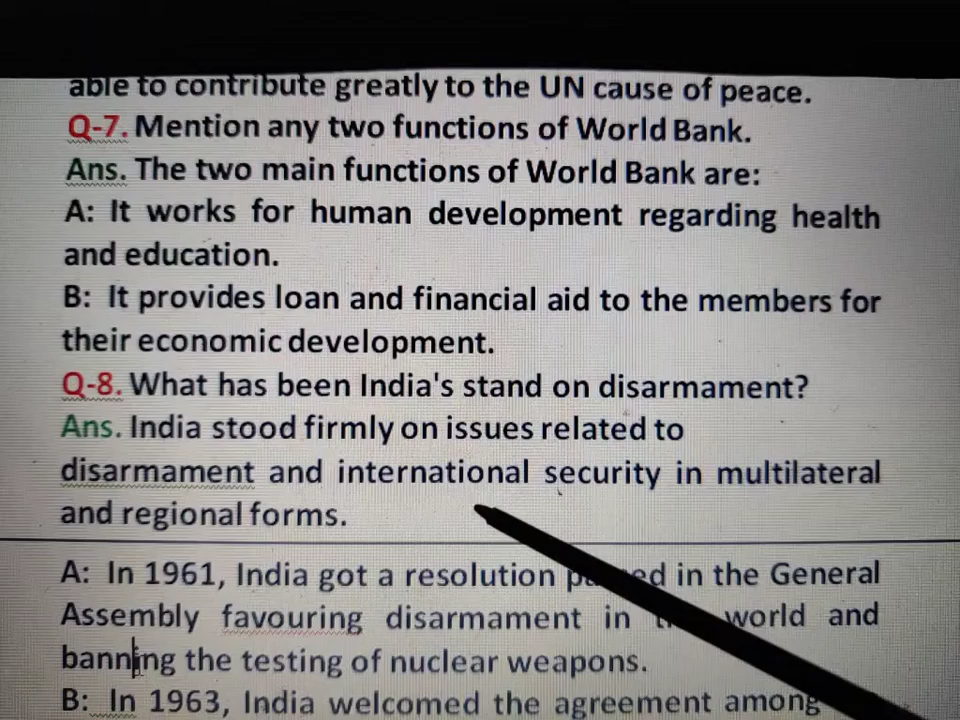 able to contribute greatly to the UN cause of peace.
Q-7. Mention any two functions of World Bank.
Ans. The two main functions of World Bank are:
A: It works for human development regarding health
and education.
B: It provides loan and financial aid to the members for
their economic development.
Q-8. What has been India's stand on disarmament?
Ans. India stood firmly on issues related to
disarmament and international security in multilateral
and regional forms.
A: In 1961, India got a resolution in the General
Assembly favouring disarmament in world and
banning the testing of nuclear weapons.
B: In 1963, India welcomed the agreement among